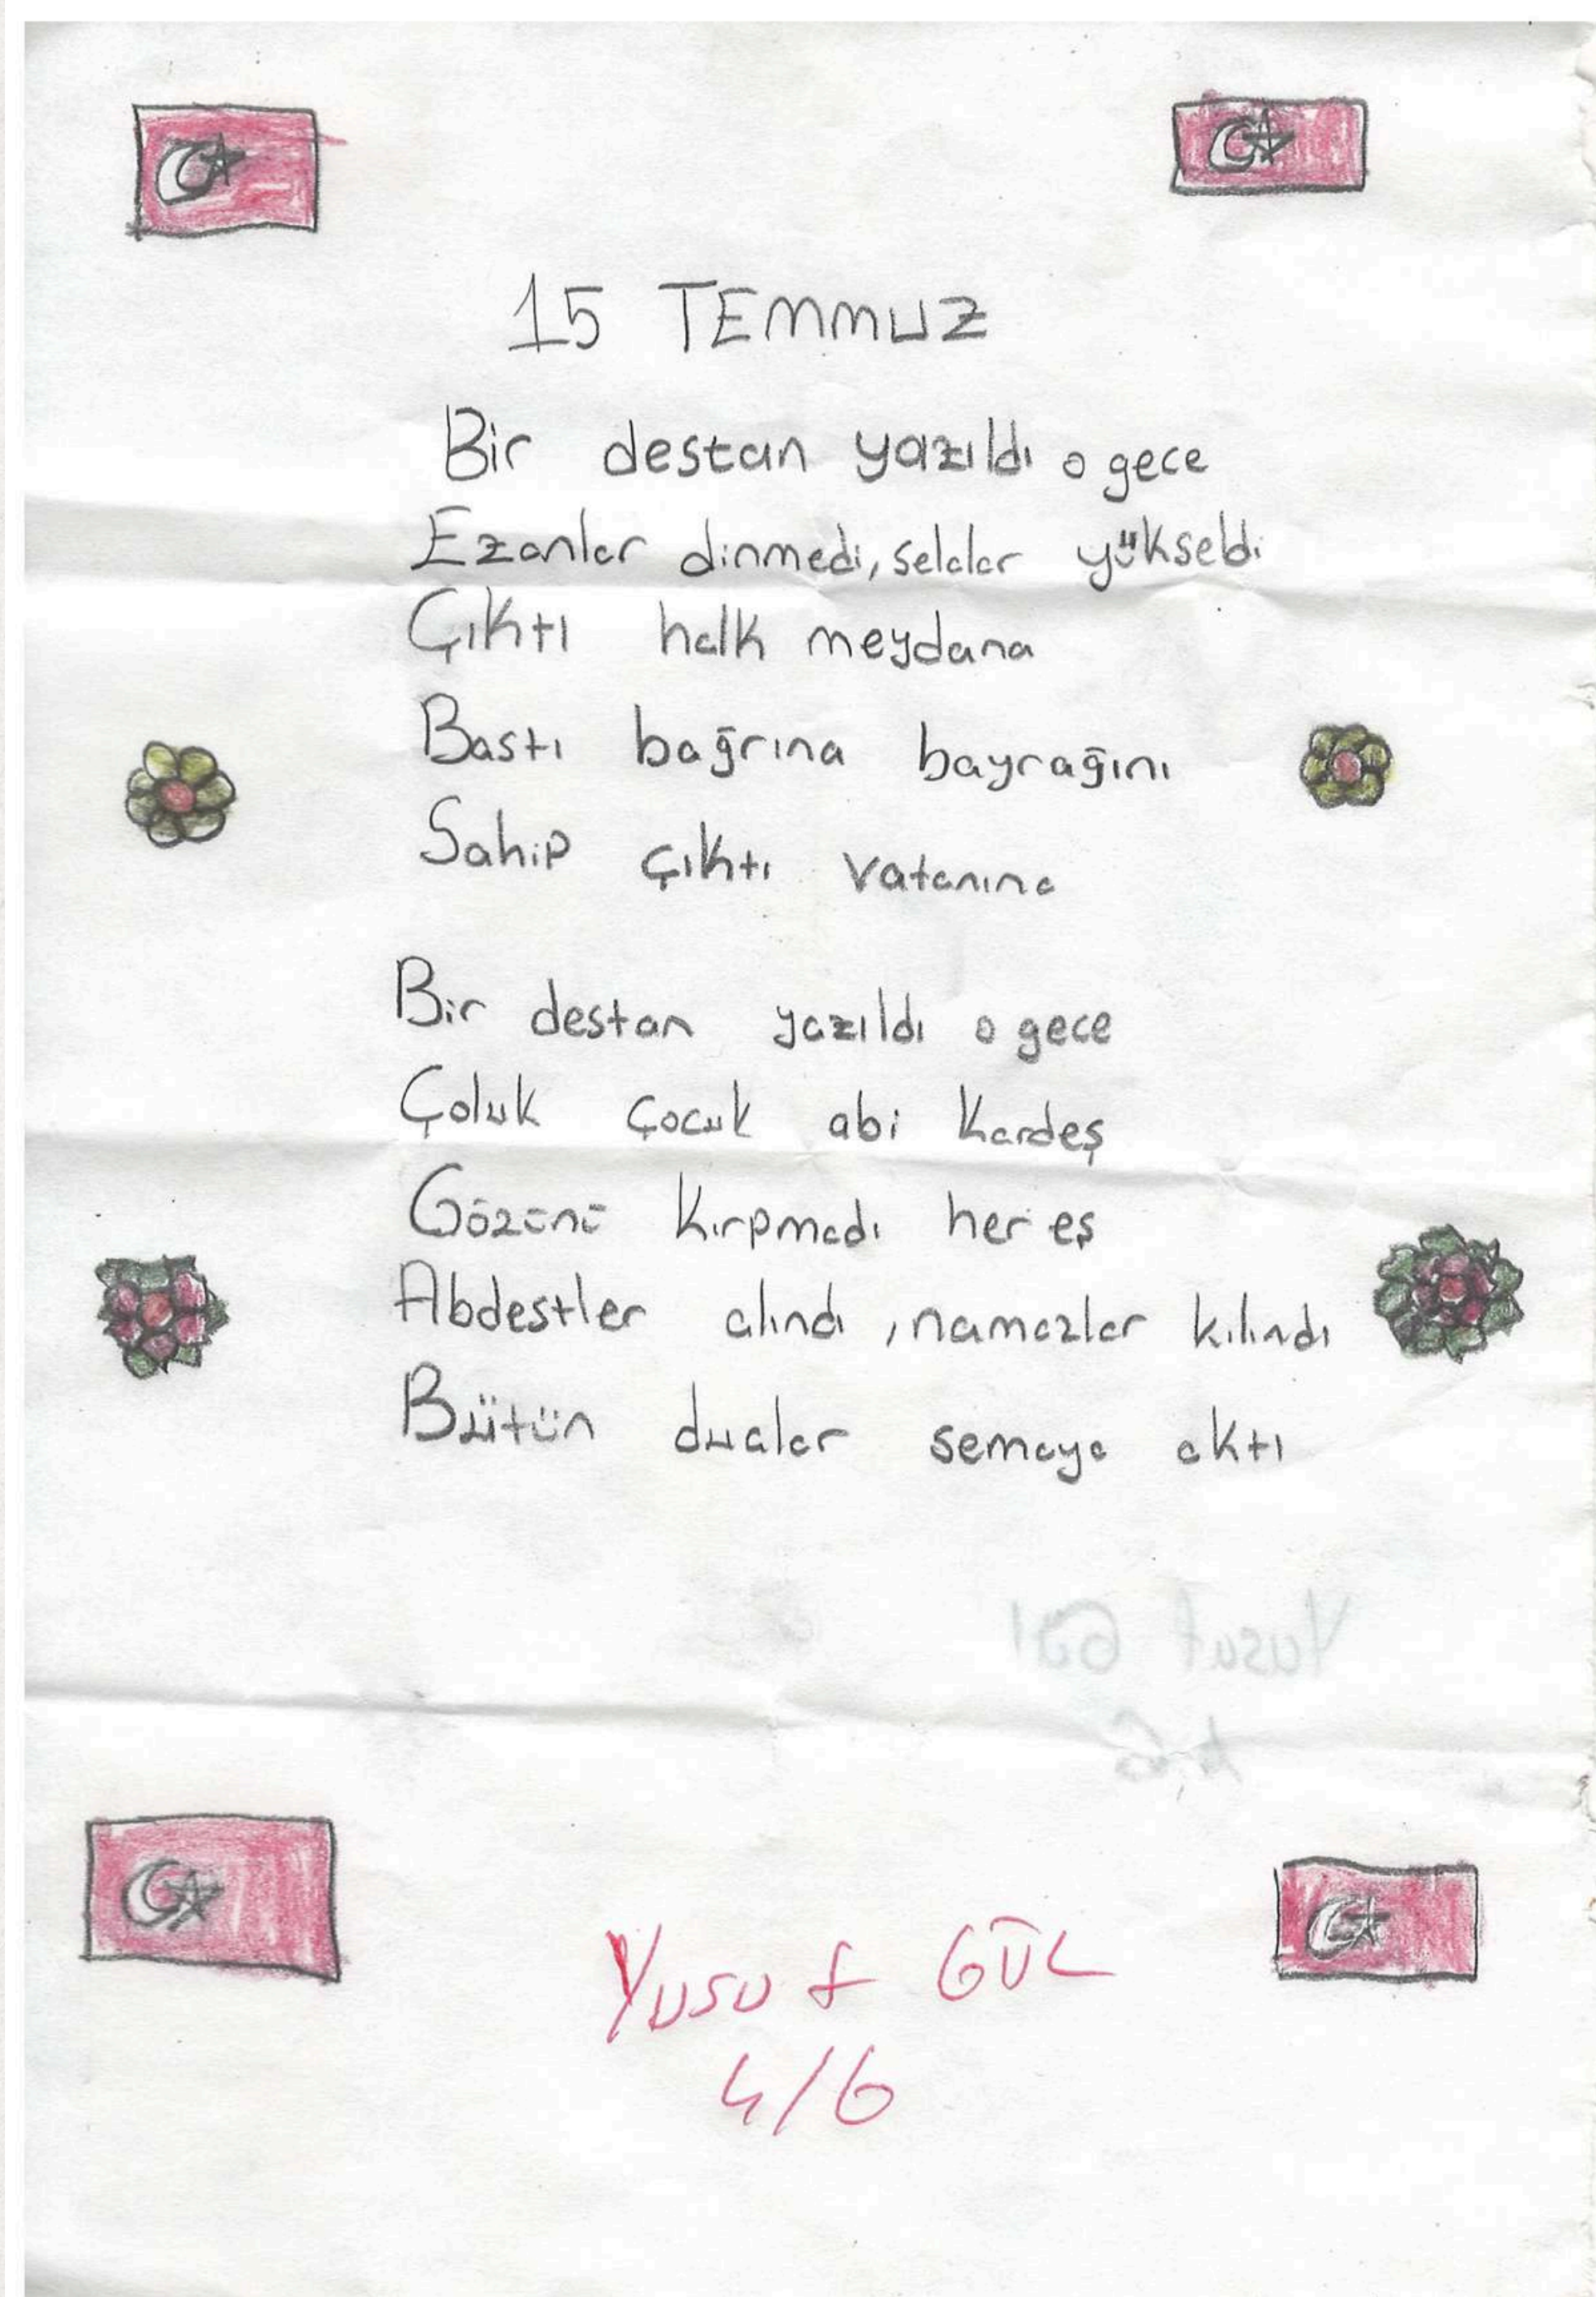 15 TEMMUZ
Bir destan yazıldı o gece
Ezanlar dinmedi, selalar yükseldi
Çıktı halk meydana
Bastı bağrına bayrağını
Sahip çıktı vatanına
Bir destan yazıldı o gece
Çoluk çocuk abi kardeş
Gözünü kırpmadı her eş
Abdestler alındı, namazlar kılındı
Bütün dualar semaya aktı
Yusuf Gül
Yusuf GÜL
4/G